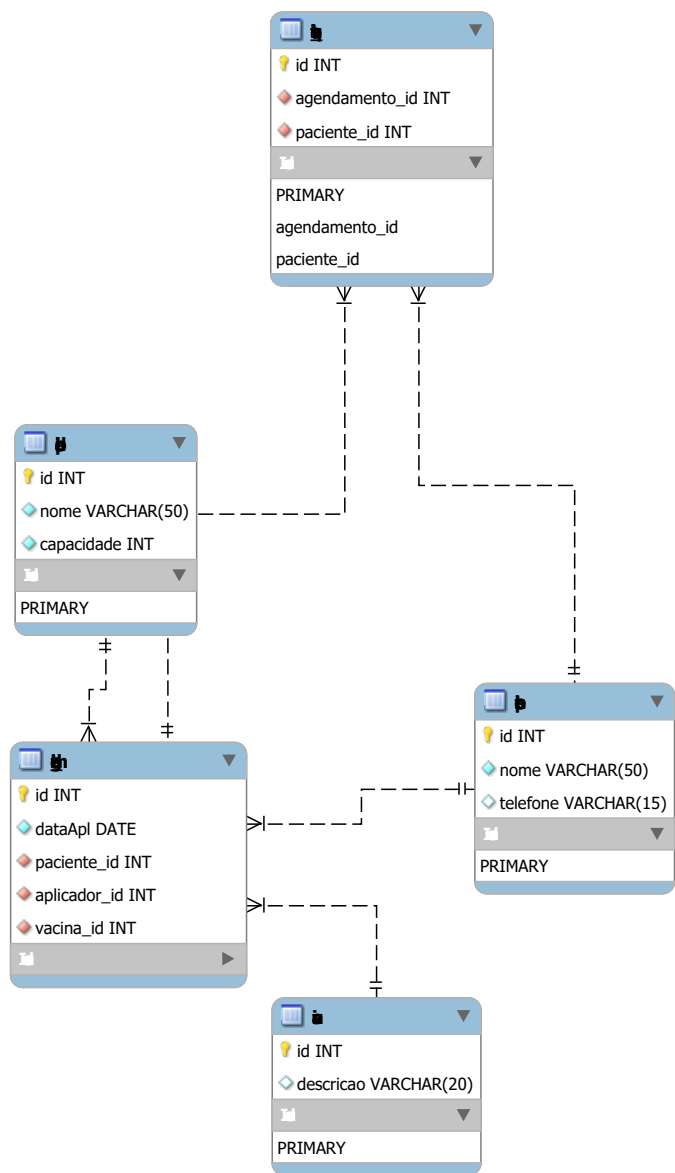 id INT
agendamento_id INT
paciente_id INT
PRIMARY
agendamento_id
paciente_id
id INT
nome VARCHAR(50)
capacidade INT
PRIMARY
id INT
dataApl DATE
paciente_id INT
aplicador_id INT
vacina_id INT
id INT
nome VARCHAR(50)
telefone VARCHAR(15)
PRIMARY
id INT
descricao VARCHAR(20)
PRIMARY